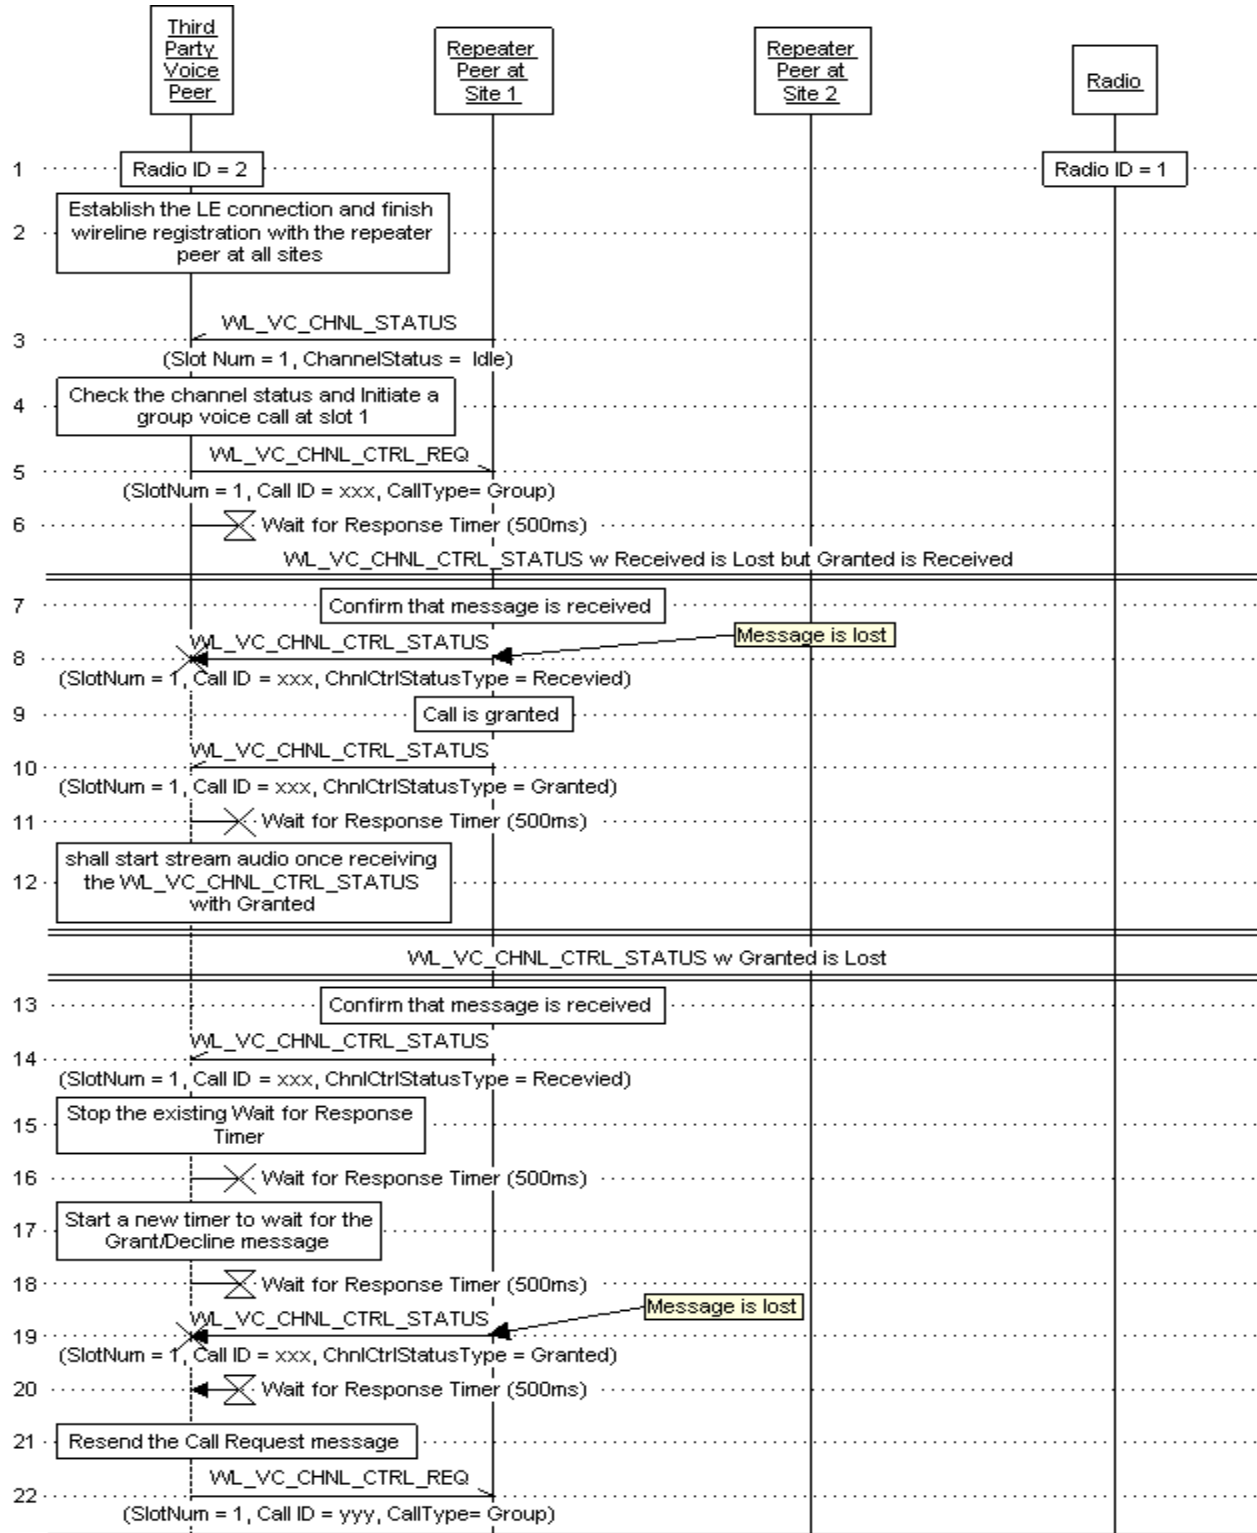 Third
Party
Voice
Peer
Repeater
Peer at
Site 1
Repeater
Peer at
Site 2
Radio
1
Radio ID = 2
Radio ID = 1
2
Establish the LE connection and finish
wireline registration with the repeater
peer at all sites
WL_VC_CHNL_STATUS
3
(Slot Num = 1, ChannelStatus = Idle)
4
Check the channel status and Initiate a
group voice call at slot 1
WL_VC_CHNL_CTRL_REQ
5
(SlotNum = 1, Call ID = xxx, CallType= Group)
6
Wait for Response Timer (500ms)
WL_VC_CHNL_CTRL_STATUS w Received is Lost but Granted is Received
7
Confirm that message is received
WL_VC_CHNL_CTRL_STATUS
Message is lost
8
(SlotNum = 1, Call ID = xxx, ChnlCtrlStatusType = Recevied)
9
Call is granted
WL_VC_CHNL_CTRL_STATUS
10
(SlotNum = 1, Call ID = xxx, ChnlCtrlStatusType = Granted)
11
Wait for Response Timer (500ms)
12
shall start stream audio once receiving
the WL_VC_CHNL_CTRL_STATUS
with Granted
WL_VC_CHNL_CTRL_STATUS w Granted is Lost
13
Confirm that message is received
WL_VC_CHNL_CTRL_STATUS
14
(SlotNum = 1, Call ID = xxx, ChnlCtrlStatusType = Recevied)
15
Stop the existing Wait for Response
Timer
16
Wait for Response Timer (500ms)
17
Start a new timer to wait for the
Grant/Decline message
18
Wait for Response Timer (500ms)
Message is lost
WL_VC_CHNL_CTRL_STATUS
19
(SlotNum = 1, Call ID = xxx, ChnlCtrlStatusType = Granted)
20
Wait for Response Timer (500ms)
21
Resend the Call Request message
WL_VC_CHNL_CTRL_REQ
22
(SlotNum = 1, Call ID = yyy, CallType= Group)